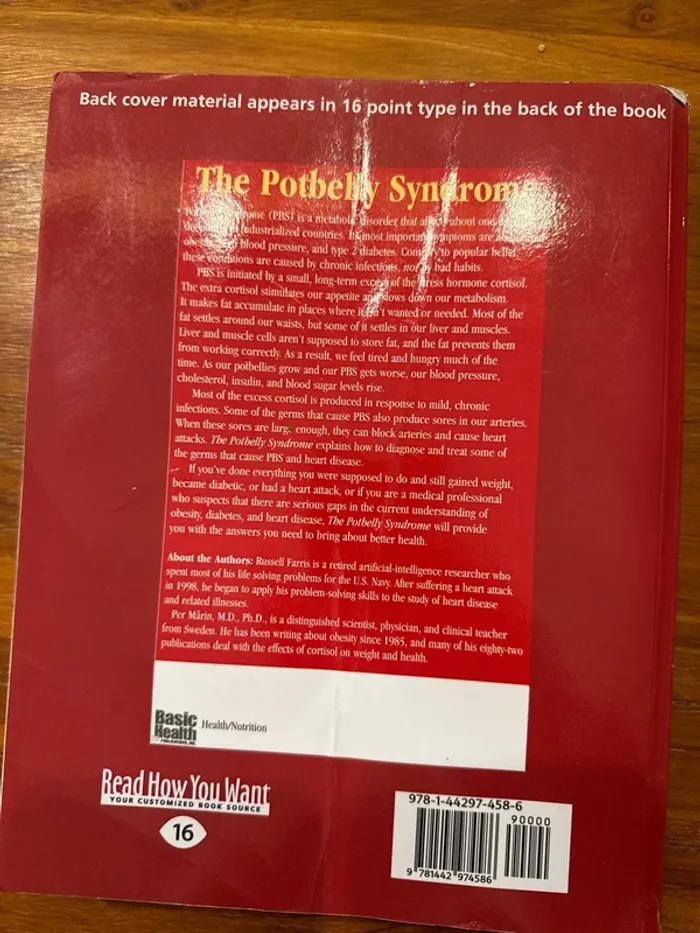 Back cover material appears in 16 point type in the back of the book
The Potbelly Syndrome
(PBS) is a metabolic disorder that about one
industrialized countries. most important symptoms are
blood pressure, and type 2 diabetes. to popular belief,
these conditions are caused by chronic infections, not by bad habits.
PBS is initiated by a small, long-term excess of the stress hormone cortisol.
The extra cortisol stimulates our appetite and slows down our metabolism.
It makes fat accumulate in places where it isn't wanted or needed. Most of the
fat settles around our waists, but some of it settles in our liver and muscles.
Liver and muscle cells aren't supposed to store fat, and the fat prevents them
from working correctly. As a result, we feel tired and hungry much of the
time. As our potbellies grow and our PBS gets worse, our blood pressure,
cholesterol, insulin, and blood sugar levels rise.
Most of the excess cortisol is produced in response to mild, chronic
infections. Some of the germs that cause PBS also produce sores in our arteries.
When these sores are large enough, they can block arteries and cause heart
attacks. The Potbelly Syndrome explains how to diagnose and treat some of
the germs that cause PBS and heart disease.
If you've done everything you were supposed to do and still gained weight,
became diabetic, or had a heart attack, or if you are a medical professional
who suspects that there are serious gaps in the current understanding of
obesity, diabetes, and heart disease, The Potbelly Syndrome will provide
you with the answers you need to bring about better health.
About the Authors: Russell Farris is a retired artificial-intelligence researcher who
spent most of his life solving problems for the U.S. Navy. After suffering a heart attack
in 1998, he began to apply his problem-solving skills to the study of heart disease
and related illnesses.
Per Mårin, M.D., Ph.D., is a distinguished scientist, physician, and clinical teacher
from Sweden. He has been writing about obesity since 1985, and many of his eighty-two
publications deal with the effects of cortisol on weight and health.
Basic
Health
PUBLICATIONS, INC.
Health/Nutrition
Read How You Want
YOUR CUSTOMIZED BOOK SOURCE
16
978-1-44297-458-6
90000
9 781442 974586